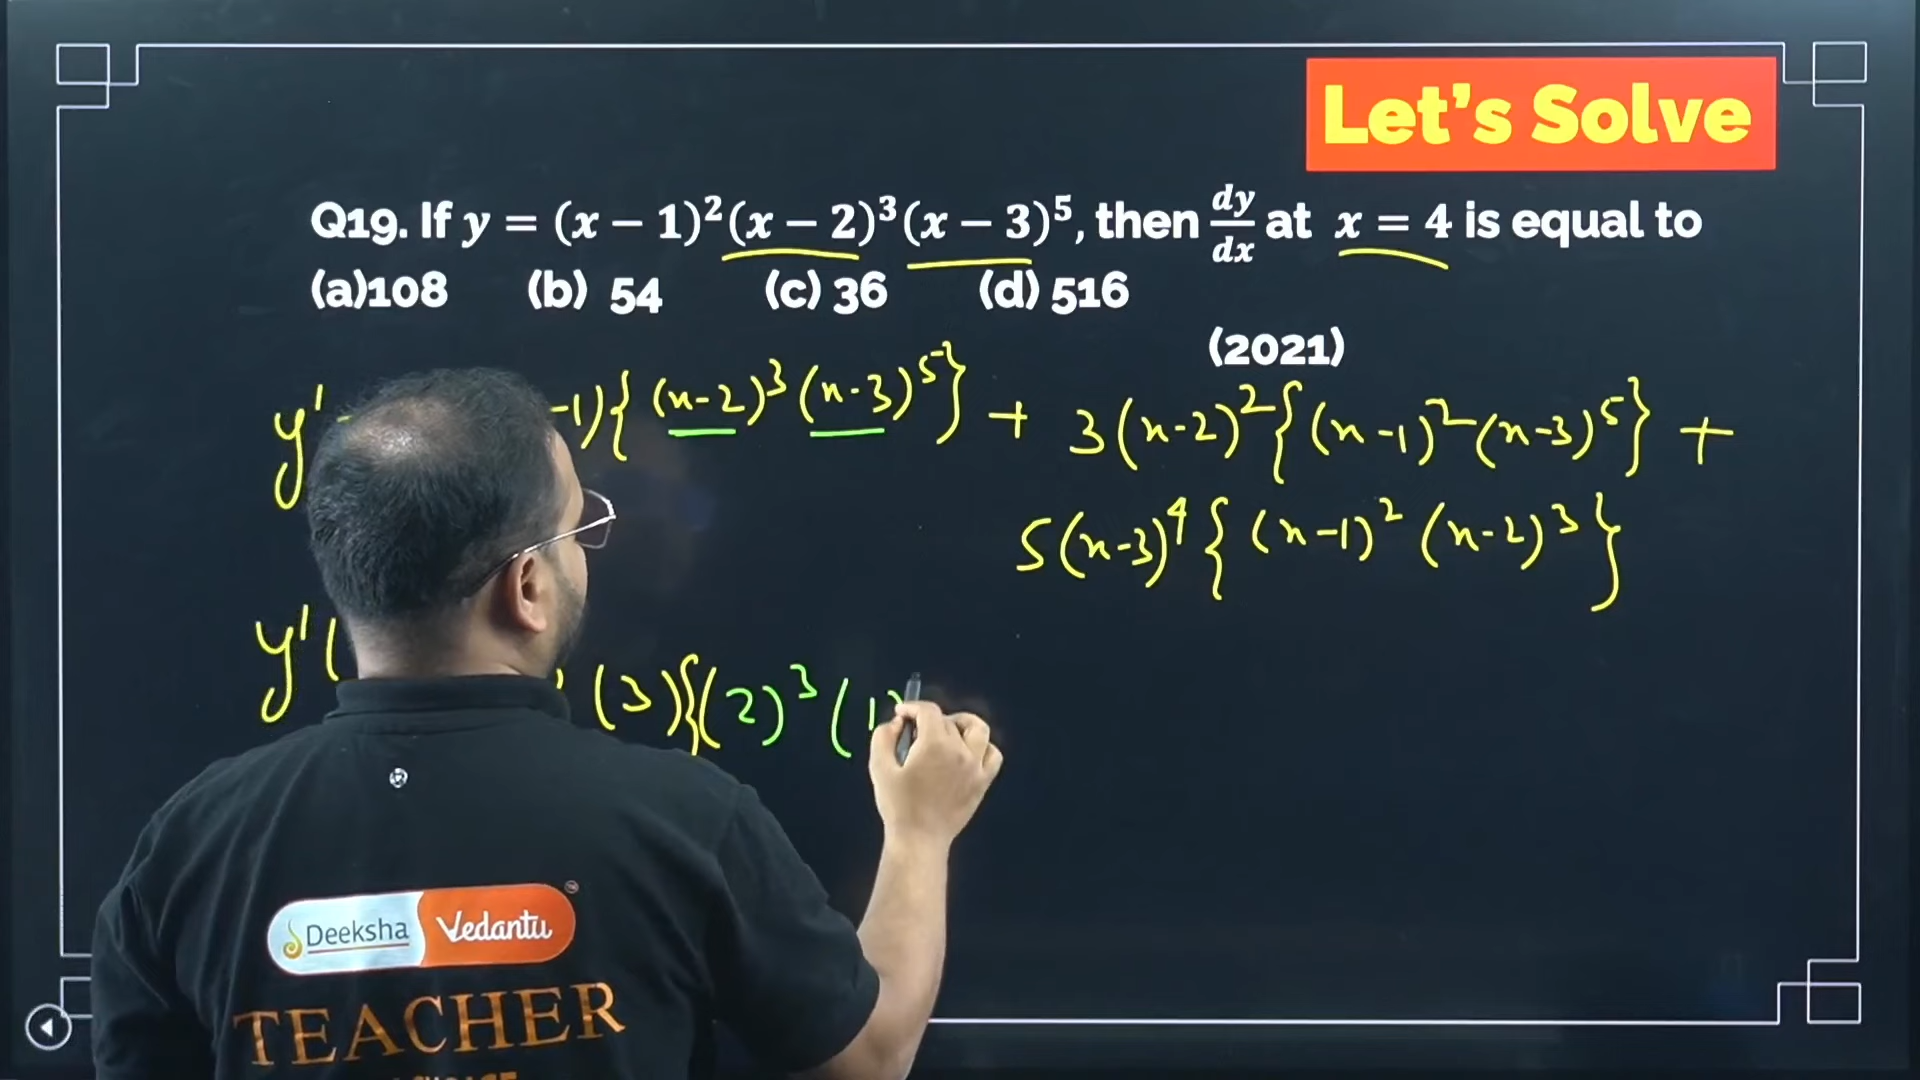 Let's Solve
Q19. If y = (x − 1)²(x − 2)³(x − 3)⁵, then dy/dx at x = 4 is equal to
(a)108 (b) 54 (c) 36 (d) 516
(2021)
y' -1){(x-2)³(x-3)⁵} + 3(x-2)²{(x-1)²(x-3)⁵} +
5(x-3)⁴{(x-1)²(x-2)³}
y'( (3){(2)³(1)
Deeksha Vedantu
TEACHER